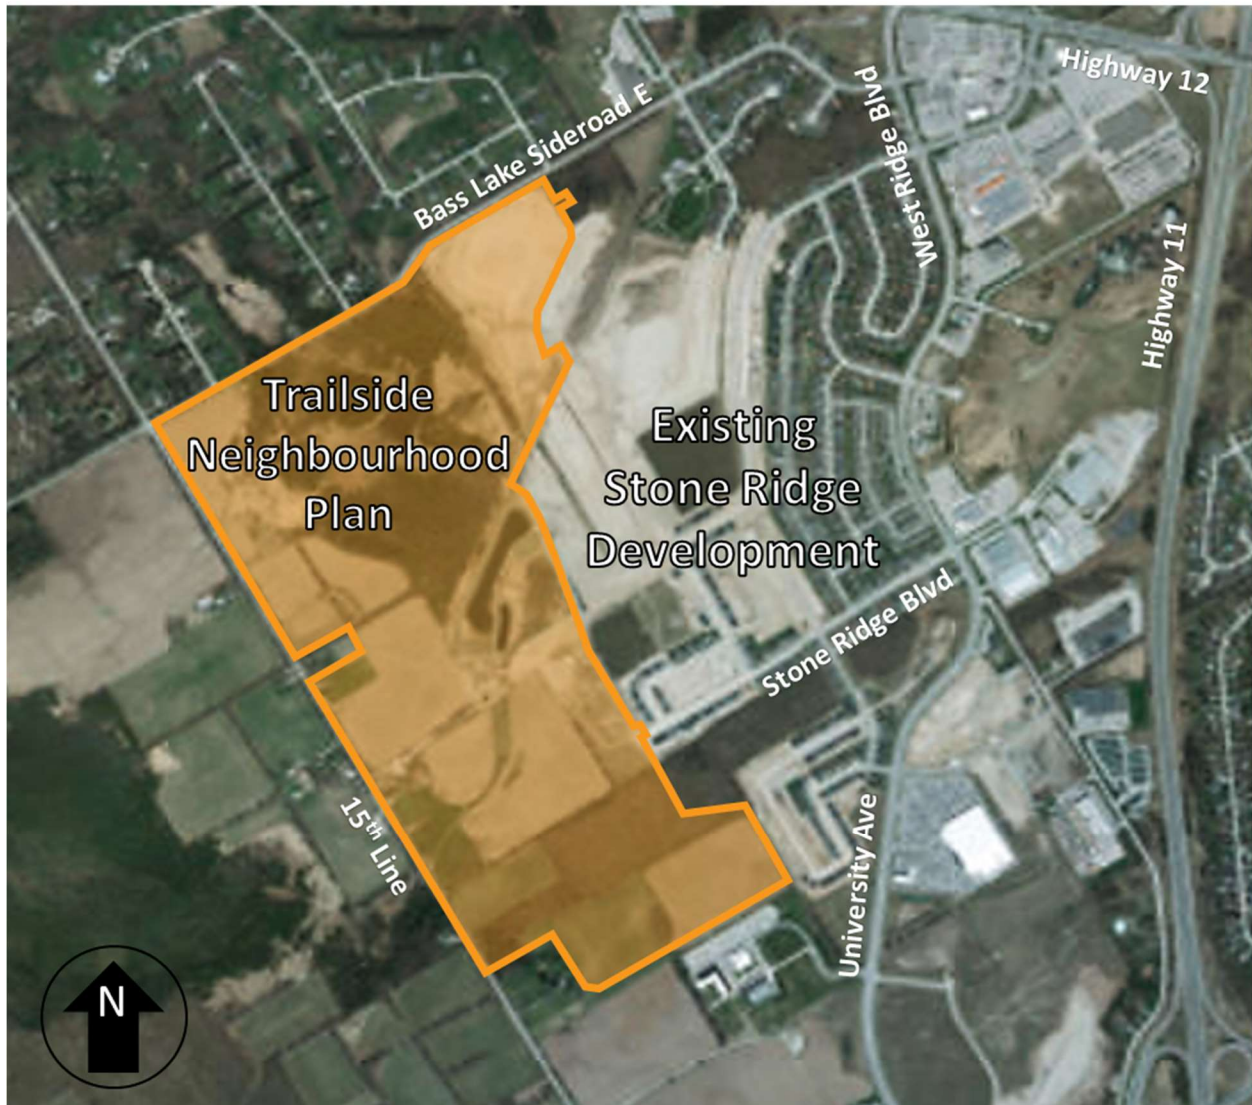 Highway 12
Bass Lake Sideroad E
West Ridge Blvd
Highway 11
Trailside
Neighbourhood
Plan
Existing
Stone Ridge
Development
Stone Ridge Blvd
15th Line
University Ave
N